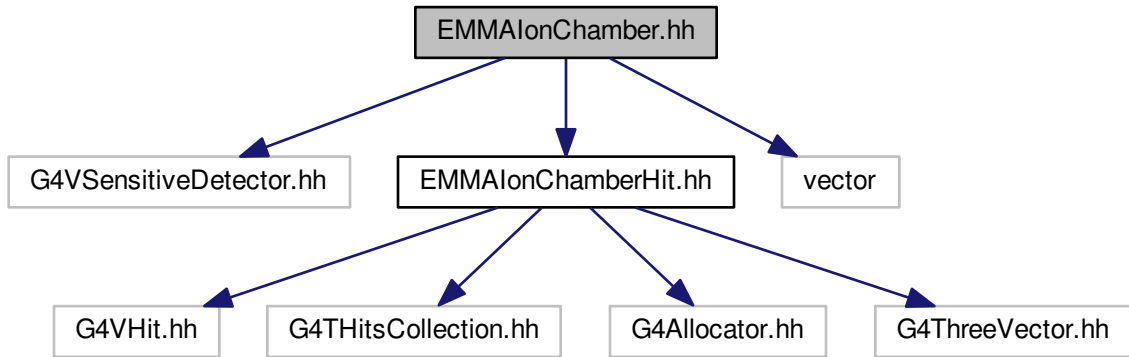 EMMAIonChamber.hh
G4VSensitiveDetector.hh
EMMAIonChamberHit.hh
vector
G4VHit.hh
G4THitsCollection.hh
G4Allocator.hh
G4ThreeVector.hh